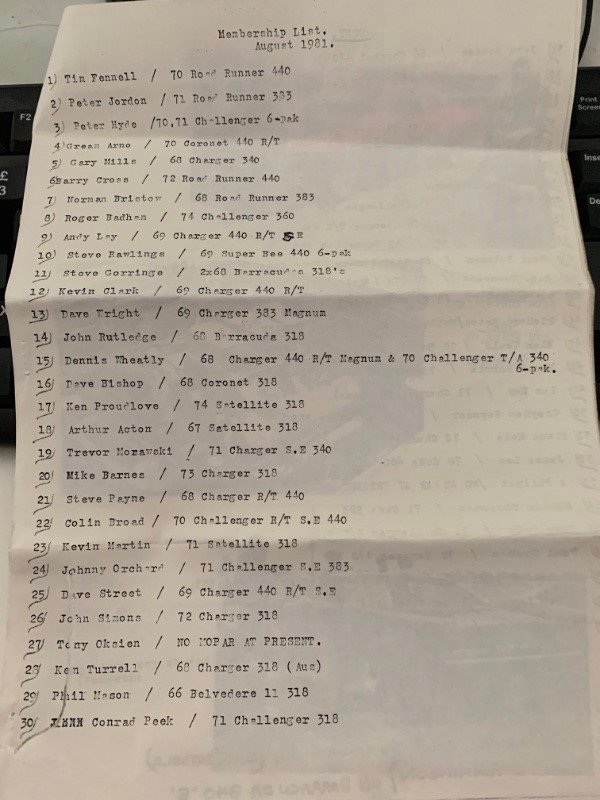 Membership List.
August 1981.
1) Tim Fennell / 70 Road Runner 440
2) Peter Jordon / 71 Road Runner 383
3) Peter Hyde /70,71 Challenger 6-pak
4) Gream Arno / 70 Coronet 440 R/T
5) Gary Mills / 68 Charger 340
6 Barry Cross / 72 Road Runner 440
7) Norman Bristow / 68 Road Runner 383
8) Roger Badham / 74 Challenger 360
9) Andy Lay / 69 Charger 440 R/T SE
10) Steve Rawlings / 69 Super Bee 440 6-pak
11) Steve Gorringe / 2x68 Barracuda 318's
12) Kevin Clark / 69 Charger 440 R/T
13) Dave Wright / 69 Charger 383 Magnum
14) John Rutledge / 68 Barracuda 318
15) Dennis Wheatly / 68 Charger 440 R/T Magnum & 70 Challenger T/A 340
6-pak.
16) Dave Bishop / 68 Coronet 318
17) Ken Proudlove / 74 Satellite 318
18) Arthur Acton / 67 Satellite 318
19) Trevor Morawski / 71 Charger S.E 340
20) Mike Barnes / 73 Charger 318
21) Steve Payne / 68 Charger R/T 440
22) Colin Broad / 70 Challenger R/T S.E 440
23) Kevin Martin / 71 Satellite 318
24) Johnny Orchard / 71 Challenger S.E 383
25) Dave Street / 69 Charger 440 R/T S.E
26) John Simons / 72 Charger 318
27) Tony Oksien / NO MOPAR AT PRESENT.
28) Ken Turrell / 68 Charger 318 (Aus)
29) Phil Mason / 66 Belvedere 11 318
30) Conrad Peek / 71 Challenger 318
Print
Screen
F2
£
3